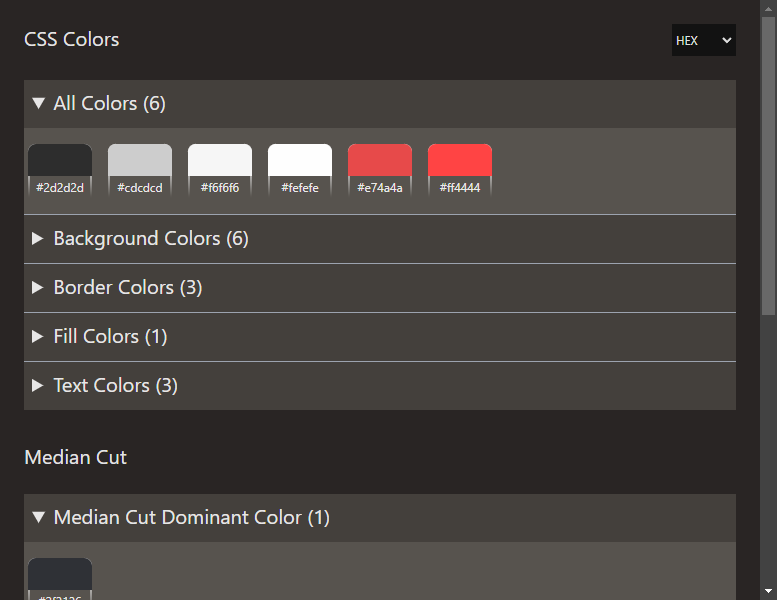 CSS Colors
HEX
All Colors (6)
#2d2d2d #cdcdcd #f6f6f6 #fefefe #e74a4a #ff4444
Background Colors (6)
Border Colors (3)
Fill Colors (1)
Text Colors (3)
Median Cut
Median Cut Dominant Color (1)